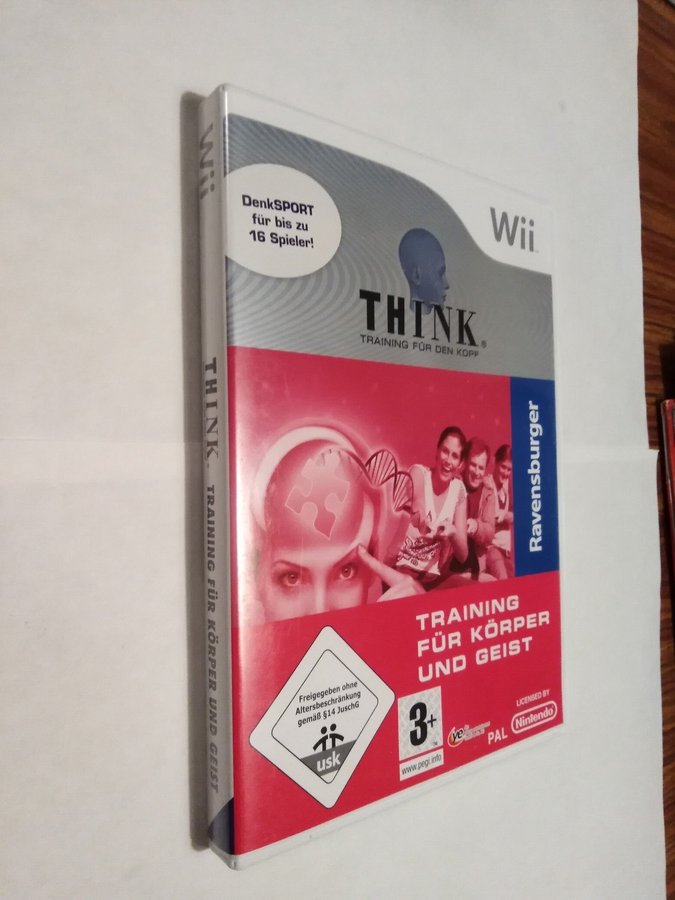 Wii
THINK
TRAINING FÜR KÖRPER UND GEIST
DenkSPORT
für bis zu
16 Spieler!
Wii
THINK®
TRAINING FÜR DEN KOPF
Ravensburger
TRAINING
FÜR KÖRPER
UND GEIST
Freigegeben ohne
Altersbeschränkung
gemäß §14 JuSchG
usk
3+
www.pegi.info
PAL
LICENSED BY
Nintendo